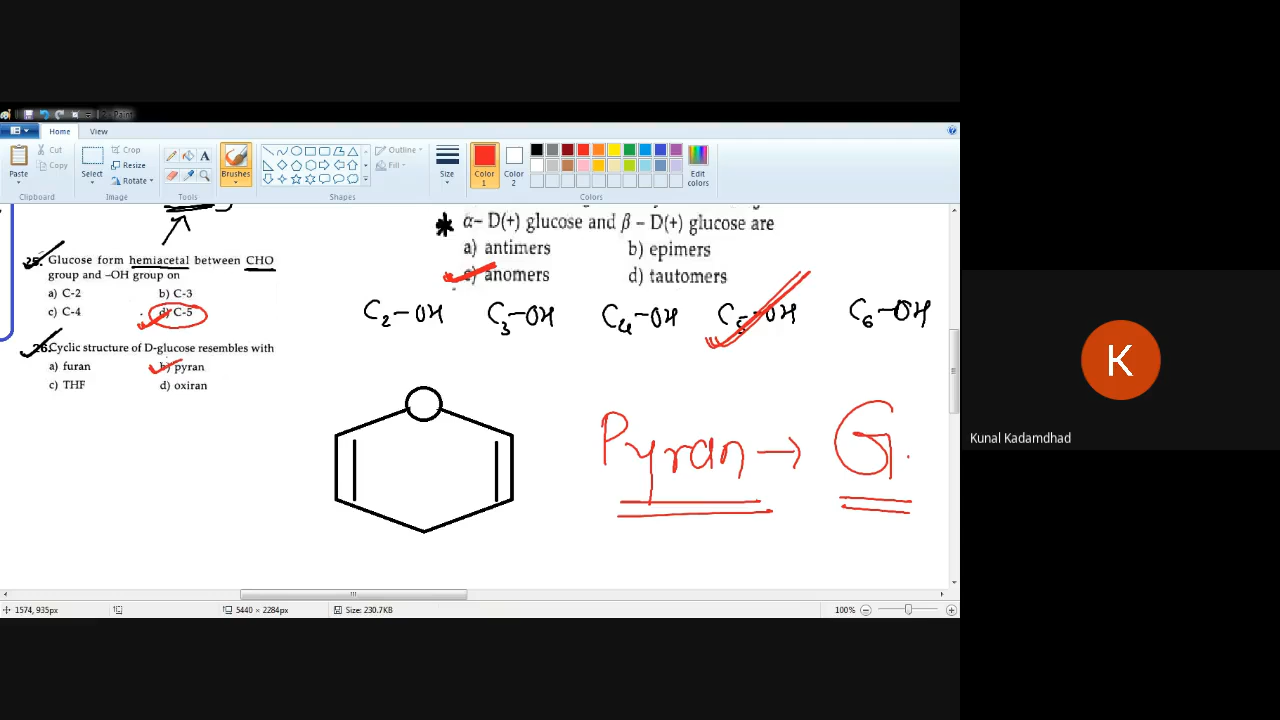 Home
View
Paste
Cut
Copy
Clipboard
Select
Crop
Resize
Rotate
Image
A
Tools
Brushes
Shapes
Outline
Fill
Size
Color 1
Color 2
Edit colors
Colors
* α– D(+) glucose and β – D(+) glucose are
a) antimers b) epimers
c) anomers d) tautomers
25. Glucose form hemiacetal between CHO
group and –OH group on
a) C-2 b) C-3
c) C-4 d) C-5
C2–OH C3–OH C4–OH C5–OH C6–OH
26. Cyclic structure of D-glucose resembles with
a) furan b) pyran
c) THF d) oxiran
Pyran → G
K
Kunal Kadamdhad
1574, 935px
5440 × 2284px
Size: 230.7KB
100%